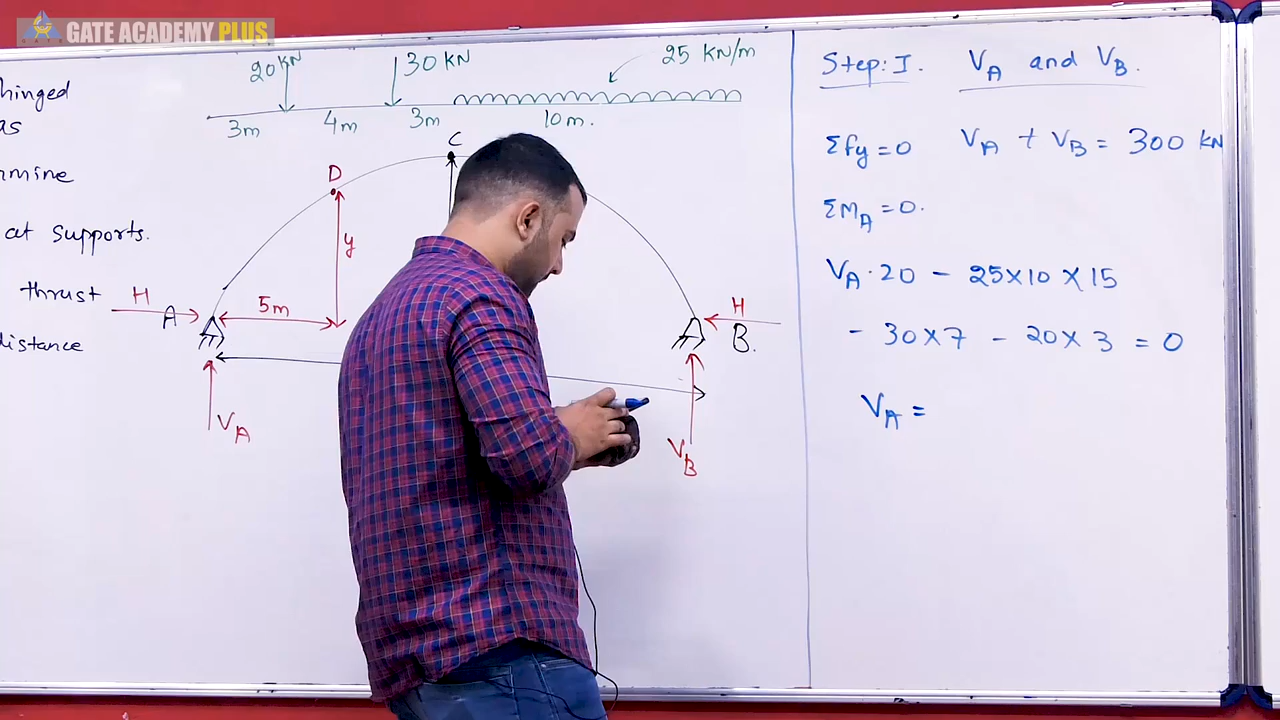 GATE ACADEMY PLUS
hinged
as
rmine
at supports.
thrust
distance
20 kN
30 kN
25 KN/m
3m
4m
3m
10m.
C
D
y
H
A
5m
H
B.
VA
VB
Step: I. VA and VB.
Σfy = 0 VA + VB = 300 KN
ΣMA = 0.
VA · 20 - 25×10 × 15
- 30×7 - 20×3 = 0
VA =